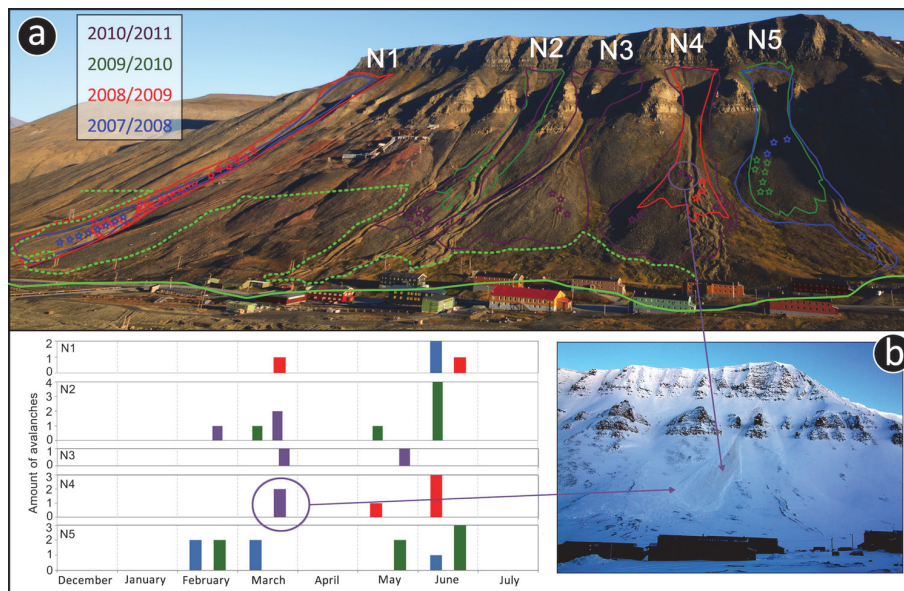 a
2010/2011
2009/2010
2008/2009
2007/2008
N1
N2
N3
N4
N5
b
Amount of avalanches
2
1
0
N1
4
3
2
1
0
N2
1
0
N3
3
2
1
0
N4
3
2
1
0
N5
December January February March April May June July